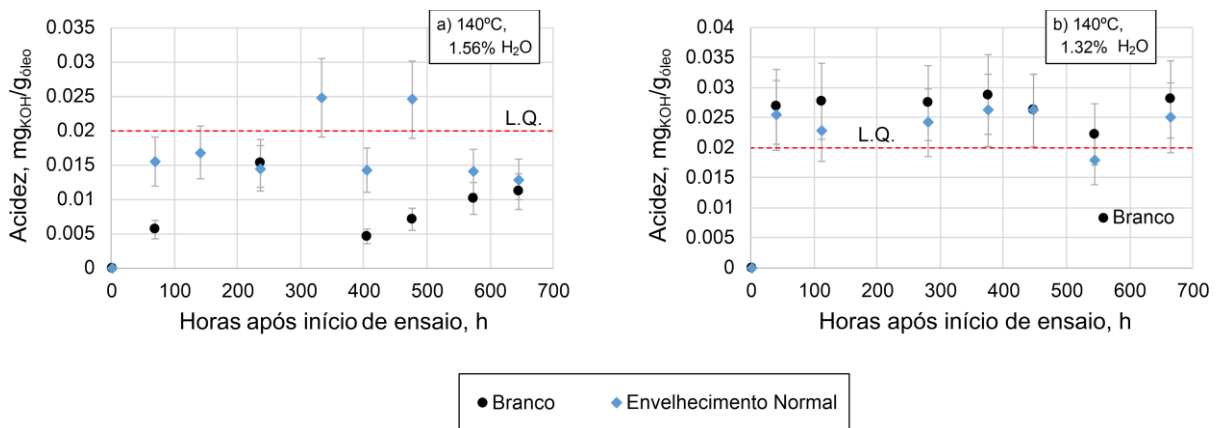 0.035
0.03
0.025
0.02
0.015
0.01
0.005
0
Acidez, mgKOH/góleo
a) 140ºC,
1.56% H₂O
L.Q.
0 100 200 300 400 500 600 700
Horas após início de ensaio, h
0.04
0.035
0.03
0.025
0.02
0.015
0.01
0.005
0
Acidez, mgKOH/góleo
b) 140ºC,
1.32% H₂O
L.Q.
Branco
0 100 200 300 400 500 600 700
Horas após início de ensaio, h
Branco Envelhecimento Normal